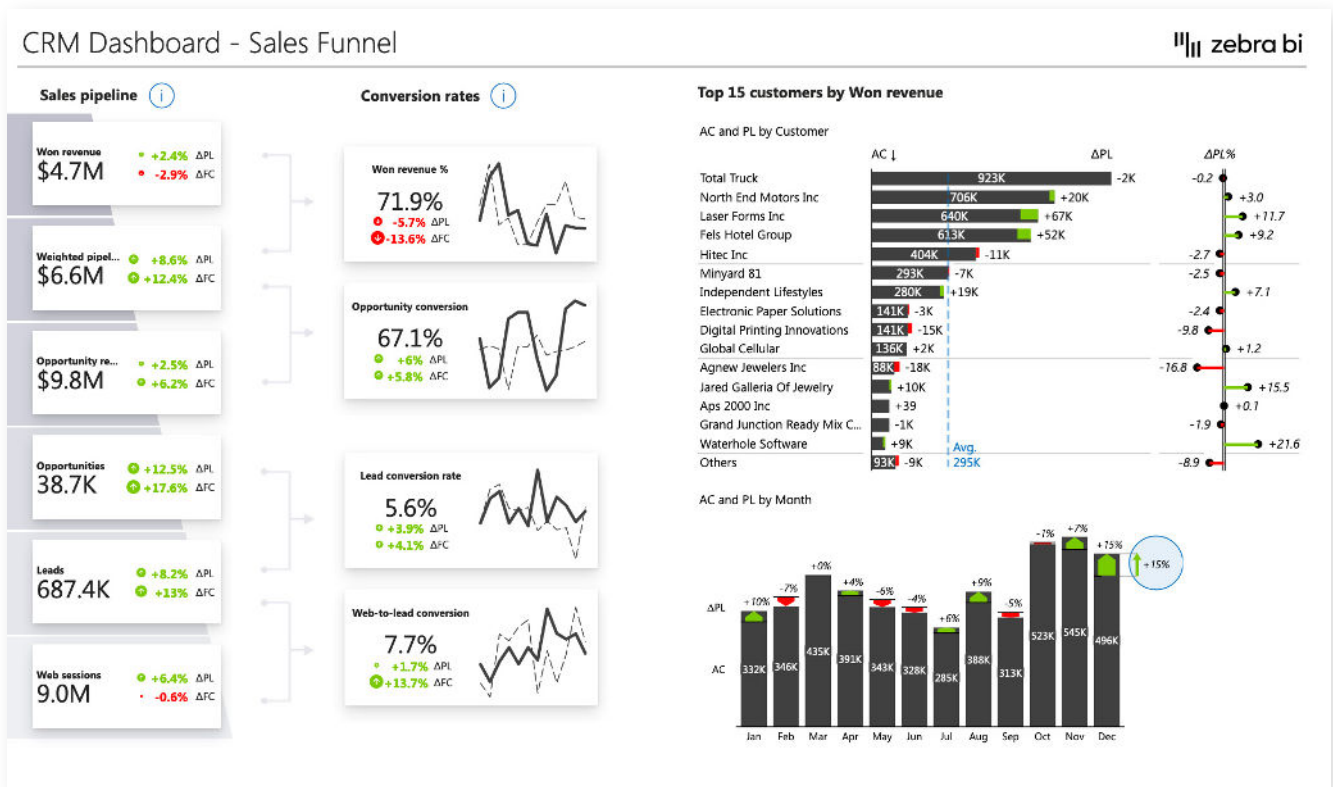 CRM Dashboard - Sales Funnel
zebra bi
Sales pipeline i
Won revenue
$4.7M
+2.4% ΔPL
-2.9% ΔFC
Weighted pipel...
$6.6M
+8.6% ΔPL
+12.4% ΔFC
Opportunity re...
$9.8M
+2.5% ΔPL
+6.2% ΔFC
Opportunities
38.7K
+12.5% ΔPL
+17.6% ΔFC
Leads
687.4K
+8.2% ΔPL
+13% ΔFC
Web sessions
9.0M
+6.4% ΔPL
-0.6% ΔFC
Conversion rates i
Won revenue %
71.9%
-5.7% ΔPL
-13.6% ΔFC
Opportunity conversion
67.1%
+6% ΔPL
+5.8% ΔFC
Lead conversion rate
5.6%
+3.9% ΔPL
+4.1% ΔFC
Web-to-lead conversion
7.7%
+1.7% ΔPL
+13.7% ΔFC
Top 15 customers by Won revenue
AC and PL by Customer
AC ↓ ΔPL ΔPL%
Total Truck 923K -2K -0.2
North End Motors Inc 706K +20K +3.0
Laser Forms Inc 640K +67K +11.7
Fels Hotel Group 613K +52K +9.2
Hitec Inc 404K -11K -2.7
Minyard 81 293K -7K -2.5
Independent Lifestyles 280K +19K +7.1
Electronic Paper Solutions 141K -3K -2.4
Digital Printing Innovations 141K -15K -9.8
Global Cellular 136K +2K +1.2
Agnew Jewelers Inc 88K -18K -16.8
Jared Galleria Of Jewelry +10K +15.5
Aps 2000 Inc +39 +0.1
Grand Junction Ready Mix C... -1K -1.9
Waterhole Software +9K +21.6
Avg.
Others 93K -9K 295K -8.9
AC and PL by Month
ΔPL +10% -7% +0% +4% -6% -4% +6% +9% -5% -1% +7% +15% +15%
AC 332K 346K 435K 391K 343K 328K 285K 388K 313K 523K 545K 496K
Jan Feb Mar Apr May Jun Jul Aug Sep Oct Nov Dec